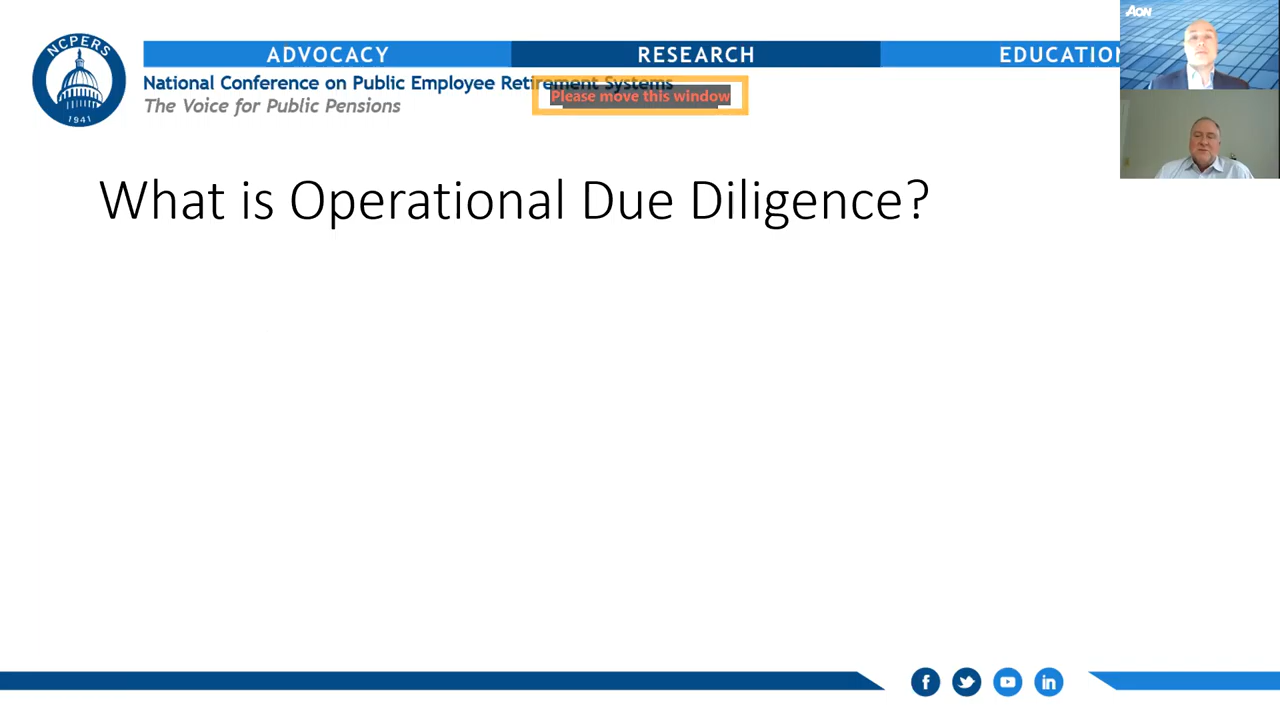 NCPERS
1941
ADVOCACY
RESEARCH
EDUCATION
National Conference on Public Employee Retirement Systems
The Voice for Public Pensions
Please move this window
AON
What is Operational Due Diligence?